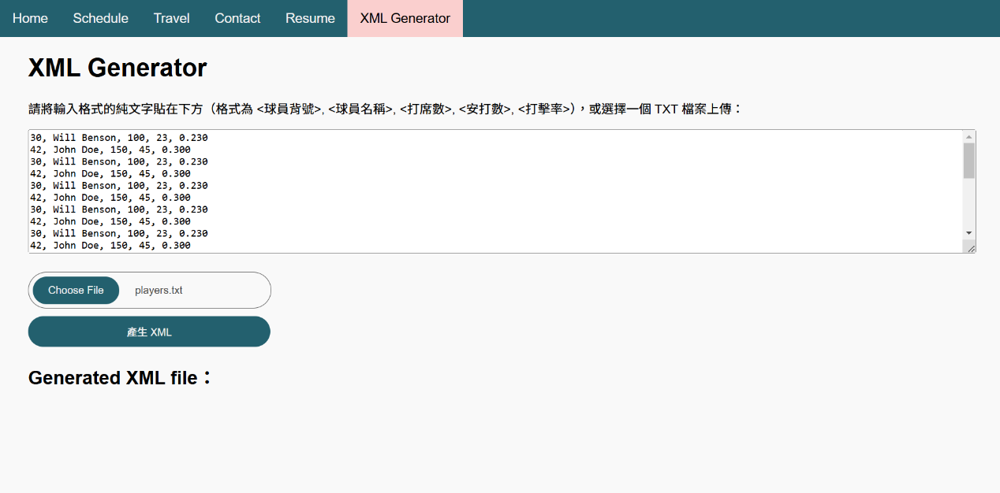 Home Schedule Travel Contact Resume XML Generator
XML Generator
請將輸入格式的純文字貼在下方（格式為 <球員背號>, <球員名稱>, <打席數>, <安打數>, <打擊率>），或選擇一個 TXT 檔案上傳：
30, Will Benson, 100, 23, 0.230
42, John Doe, 150, 45, 0.300
30, Will Benson, 100, 23, 0.230
42, John Doe, 150, 45, 0.300
30, Will Benson, 100, 23, 0.230
42, John Doe, 150, 45, 0.300
30, Will Benson, 100, 23, 0.230
42, John Doe, 150, 45, 0.300
30, Will Benson, 100, 23, 0.230
42, John Doe, 150, 45, 0.300
Choose File players.txt
產生 XML
Generated XML file：